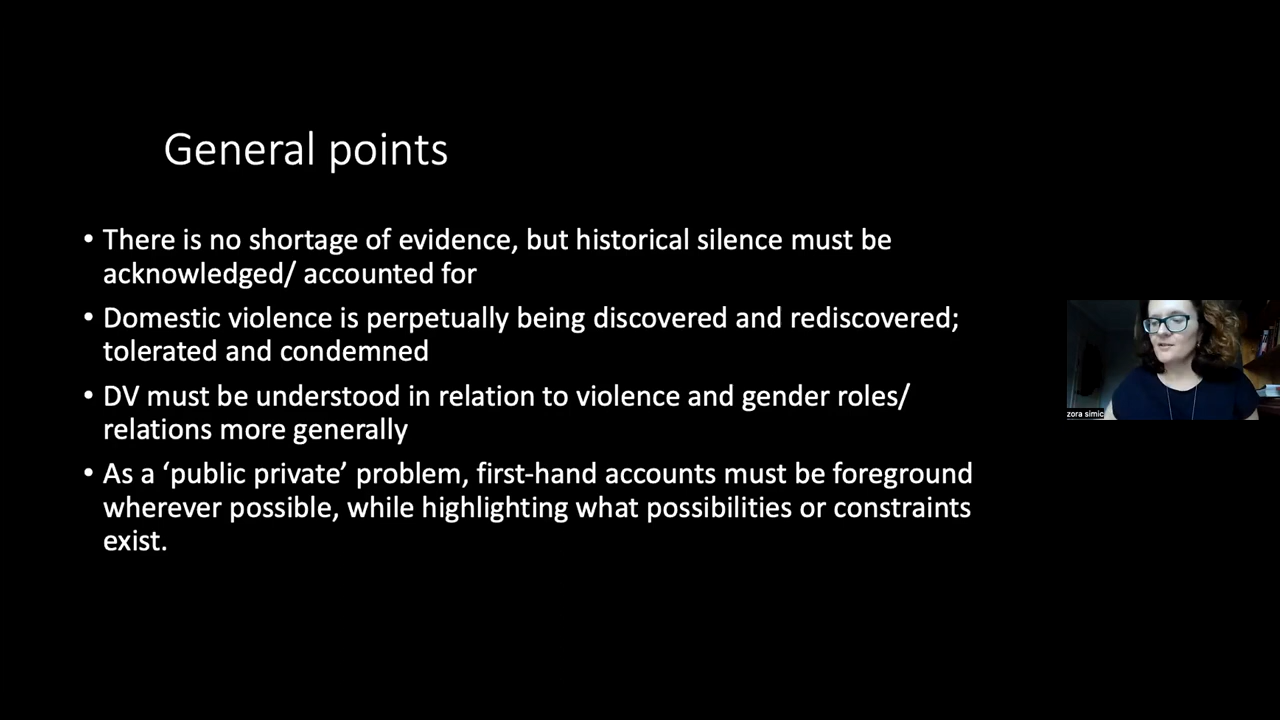 General points
• There is no shortage of evidence, but historical silence must be
acknowledged/ accounted for
• Domestic violence is perpetually being discovered and rediscovered;
tolerated and condemned
• DV must be understood in relation to violence and gender roles/
relations more generally
• As a ‘public private’ problem, first-hand accounts must be foreground
wherever possible, while highlighting what possibilities or constraints
exist.
zora simic